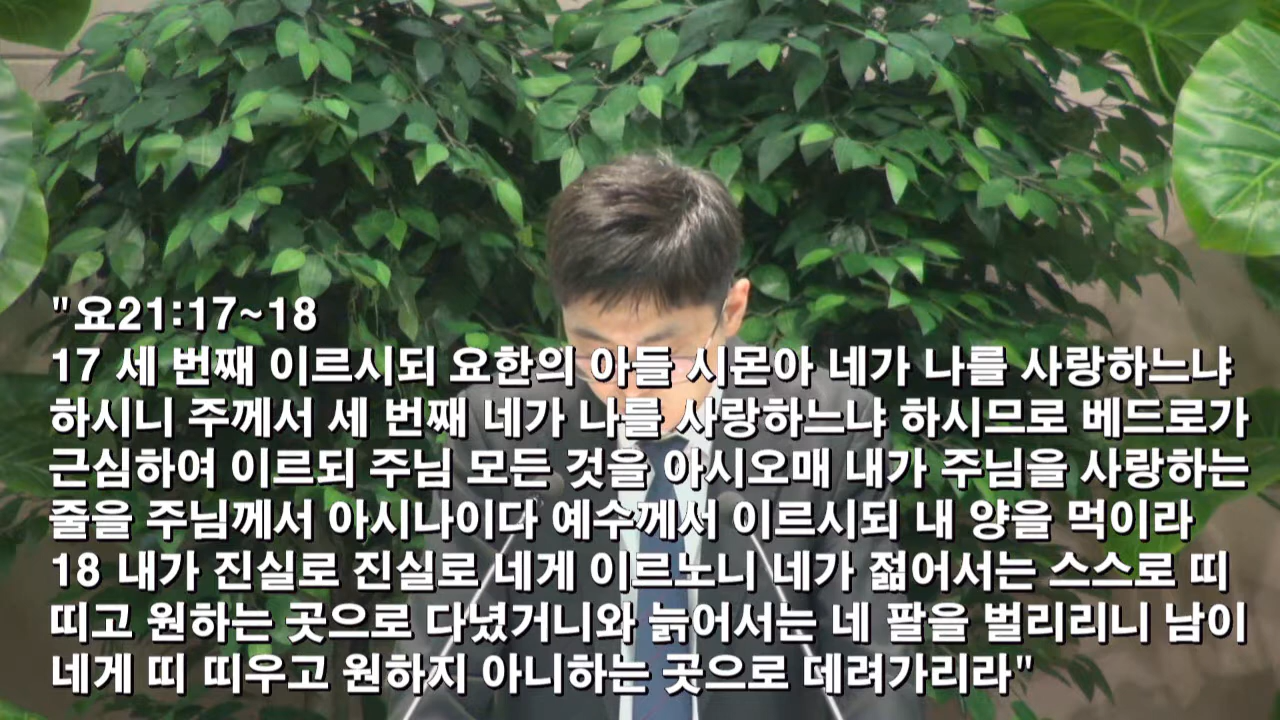 "요21:17~18
17 세 번째 이르시되 요한의 아들 시몬아 네가 나를 사랑하느냐
하시니 주께서 세 번째 네가 나를 사랑하느냐 하시므로 베드로가
근심하여 이르되 주님 모든 것을 아시오매 내가 주님을 사랑하는
줄을 주님께서 아시나이다 예수께서 이르시되 내 양을 먹이라
18 내가 진실로 진실로 네게 이르노니 네가 젊어서는 스스로 띠
띠고 원하는 곳으로 다녔거니와 늙어서는 네 팔을 벌리리니 남이
네게 띠 띠우고 원하지 아니하는 곳으로 데려가리라"